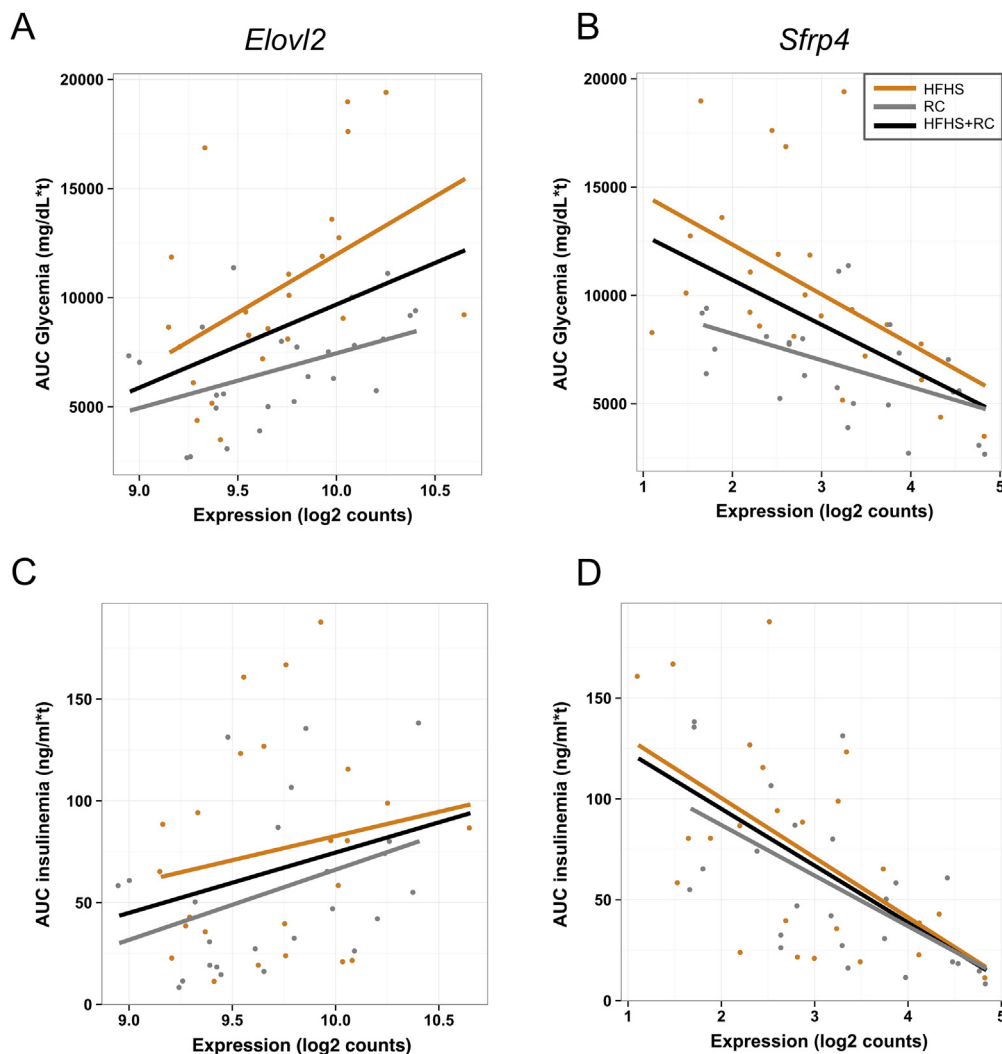 A
Elovl2
B
Sfrp4
20000
15000
10000
5000
AUC Glycemia (mg/dL*t)
9.0 9.5 10.0 10.5
Expression (log2 counts)
20000
15000
10000
5000
AUC Glycemia (mg/dL*t)
HFHS
RC
HFHS+RC
1 2 3 4 5
Expression (log2 counts)
C
D
150
100
50
0
AUC insulinemia (ng/ml*t)
9.0 9.5 10.0 10.5
Expression (log2 counts)
150
100
50
0
AUC insulinemia (ng/ml*t)
1 2 3 4 5
Expression (log2 counts)